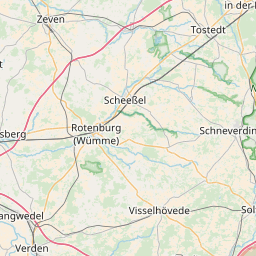 Zeven
in der
Tostedt
Scheeßel
Rotenburg
(Wümme)
sberg
Schneverdin
angwedel
Visselhövede
Sol
Verden